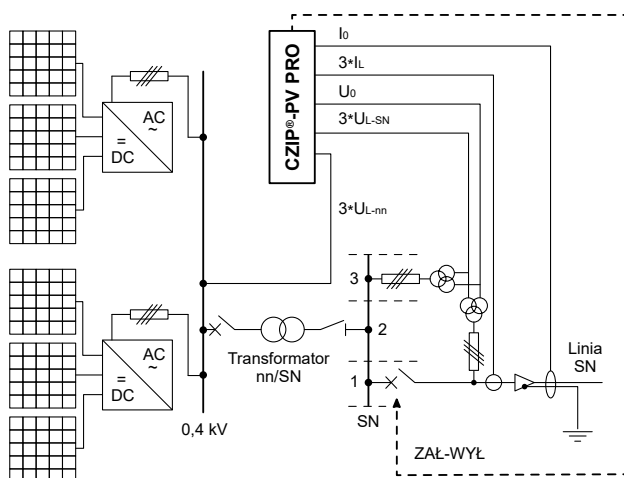 AC
~
=
DC
AC
~
=
DC
0,4 kV
CZIP®-PV PRO
I0
3*IL
U0
3*UL-SN
3*UL-nn
Transformator
nn/SN
3
2
1
SN
Linia
SN
ZAŁ-WYŁ